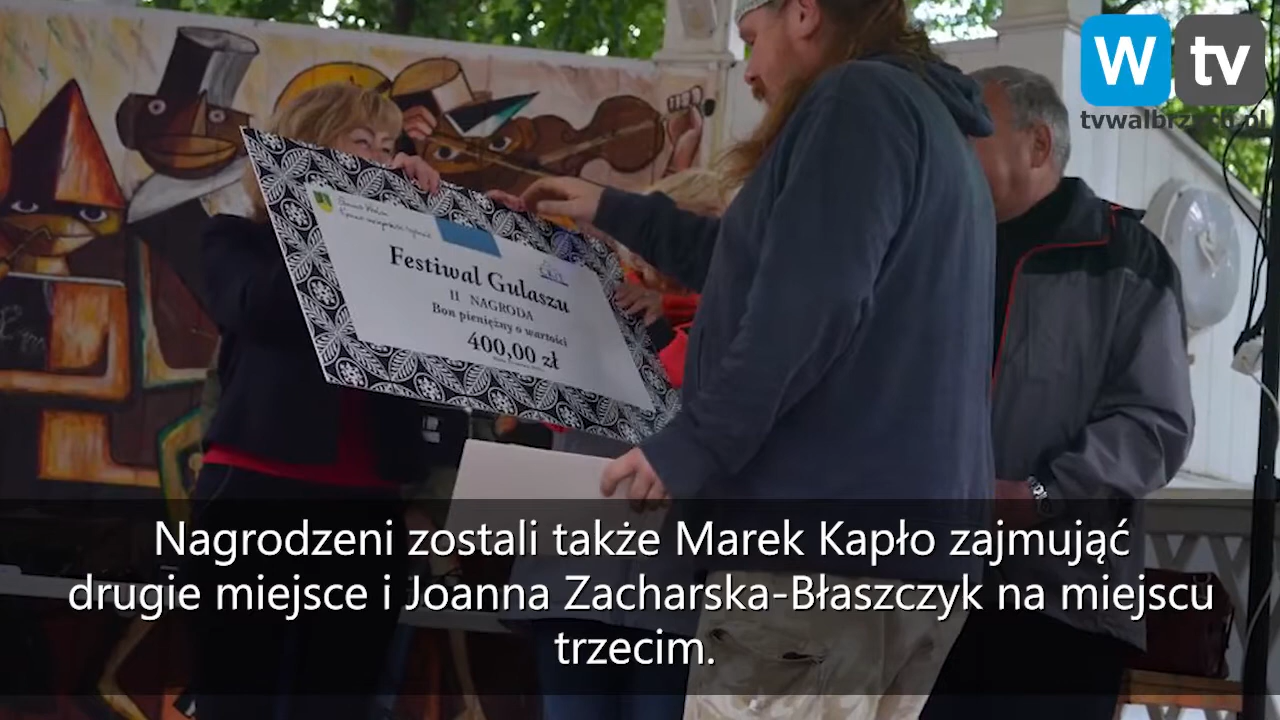 W tv
tvwalbrzych.pl
Festiwal Gulaszu
II NAGRODA
Bon pieniężny o wartości
400,00 zł
Nagrodzeni zostali także Marek Kapło zajmująć
drugie miejsce i Joanna Zacharska-Błaszczyk na miejscu
trzecim.